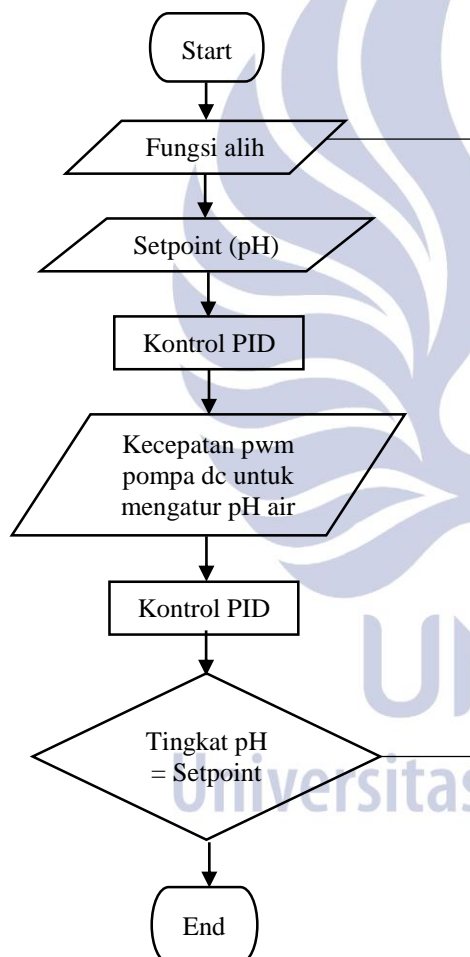 Start
Fungsi alih
Setpoint (pH)
Kontrol PID
Kecepatan pwm
pompa dc untuk
mengatur pH air
Kontrol PID
UN
Tingkat pH
= Setpoint
Universitas
End